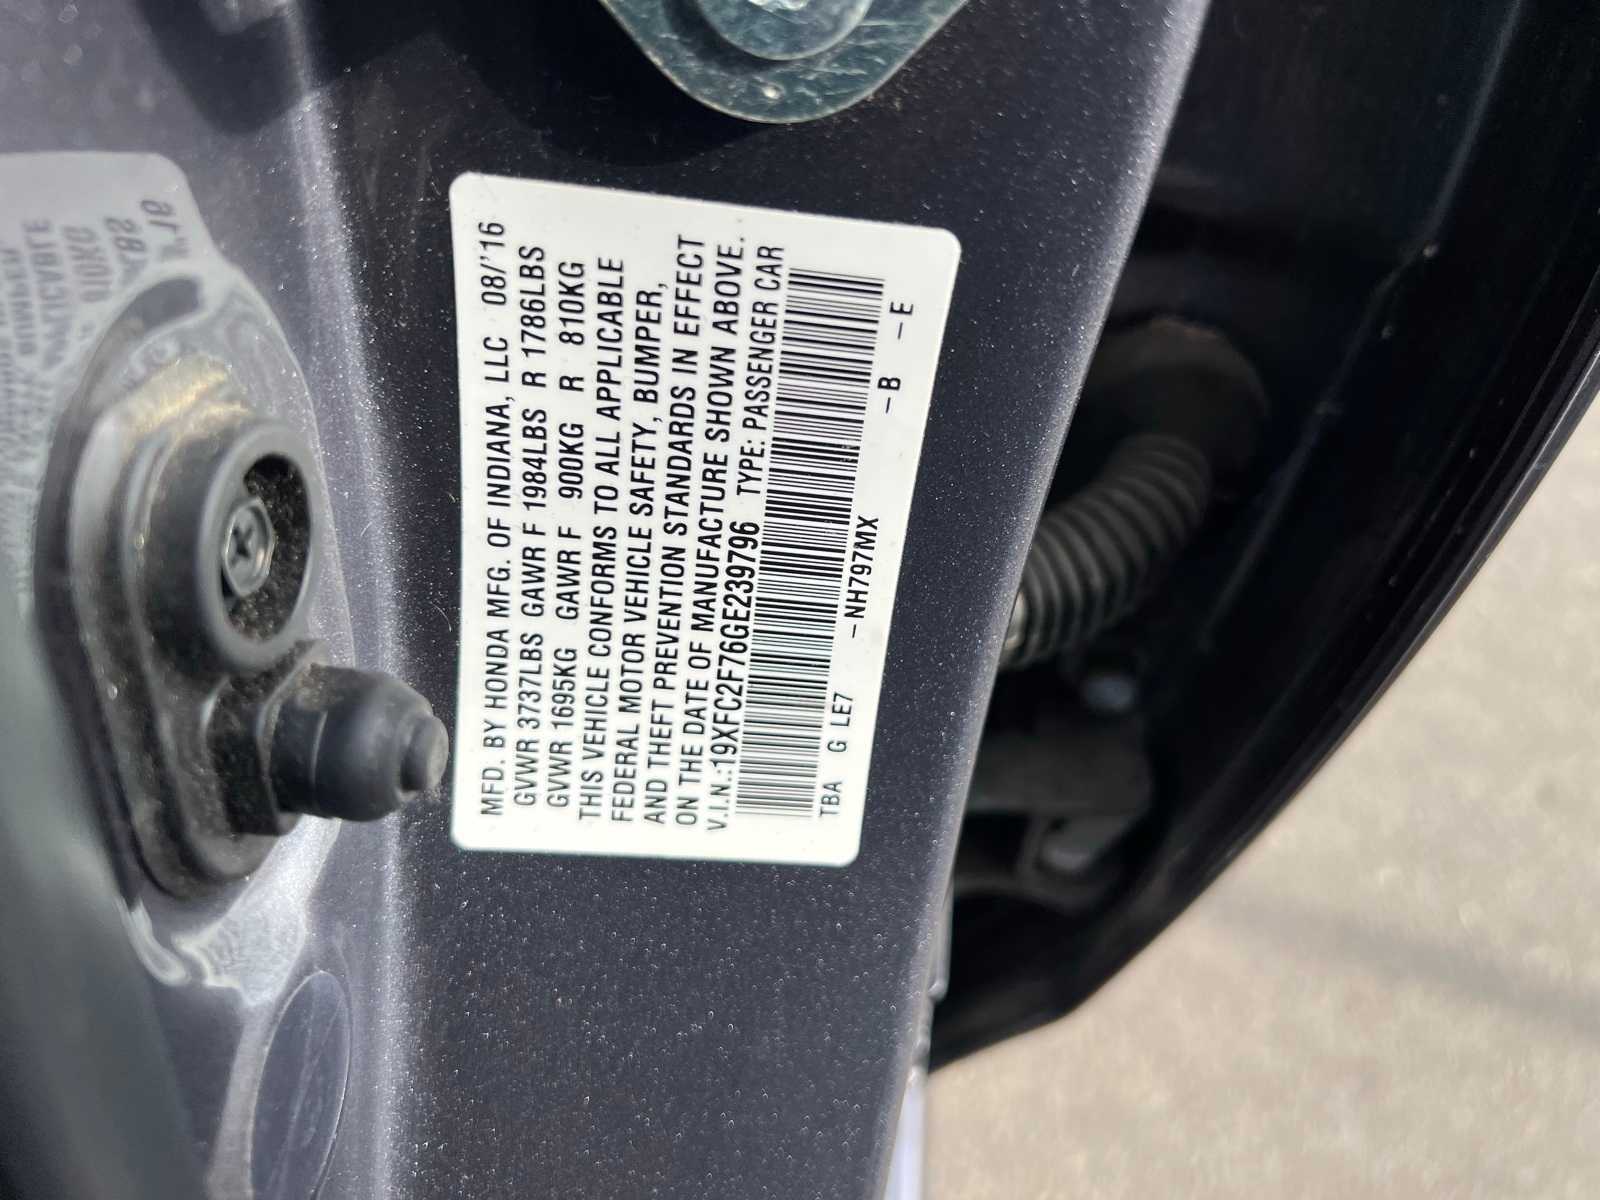 MFD. BY HONDA MFG. OF INDIANA, LLC 08/'16
GVWR 3737LBS GAWR F 1984LBS R 1786LBS
GVWR 1695KG GAWR F 900KG R 810KG
THIS VEHICLE CONFORMS TO ALL APPLICABLE
FEDERAL MOTOR VEHICLE SAFETY, BUMPER,
AND THEFT PREVENTION STANDARDS IN EFFECT
ON THE DATE OF MANUFACTURE SHOWN ABOVE.
V.I.N.:19XFC2F76GE239796 TYPE: PASSENGER CAR
TBA G LE7 -NH797MX -B -E